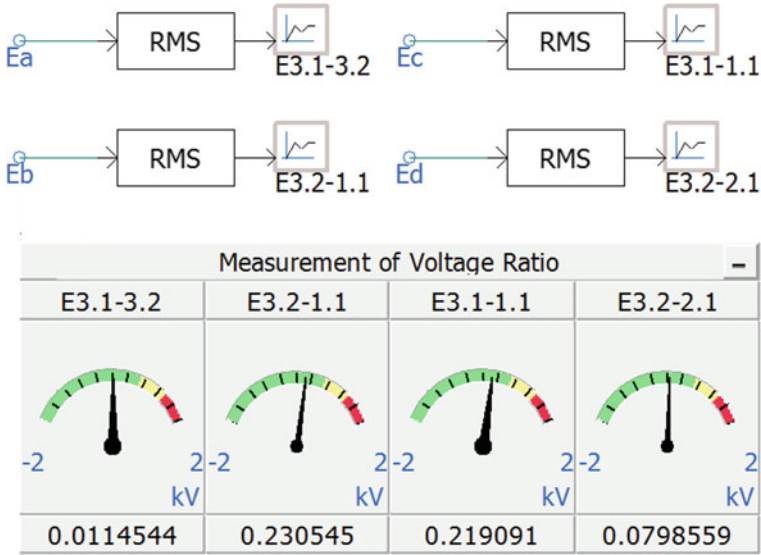 RMS
RMS
Ea
E3.1-3.2
Ec
E3.1-1.1
RMS
RMS
Eb
E3.2-1.1
Ed
E3.2-2.1
Measurement of Voltage Ratio
E3.1-3.2
E3.2-1.1
E3.1-1.1
E3.2-2.1
-2
2
-2
2
-2
2
-2
2
kV
kV
kV
kV
0.0114544
0.230545
0.219091
0.0798559